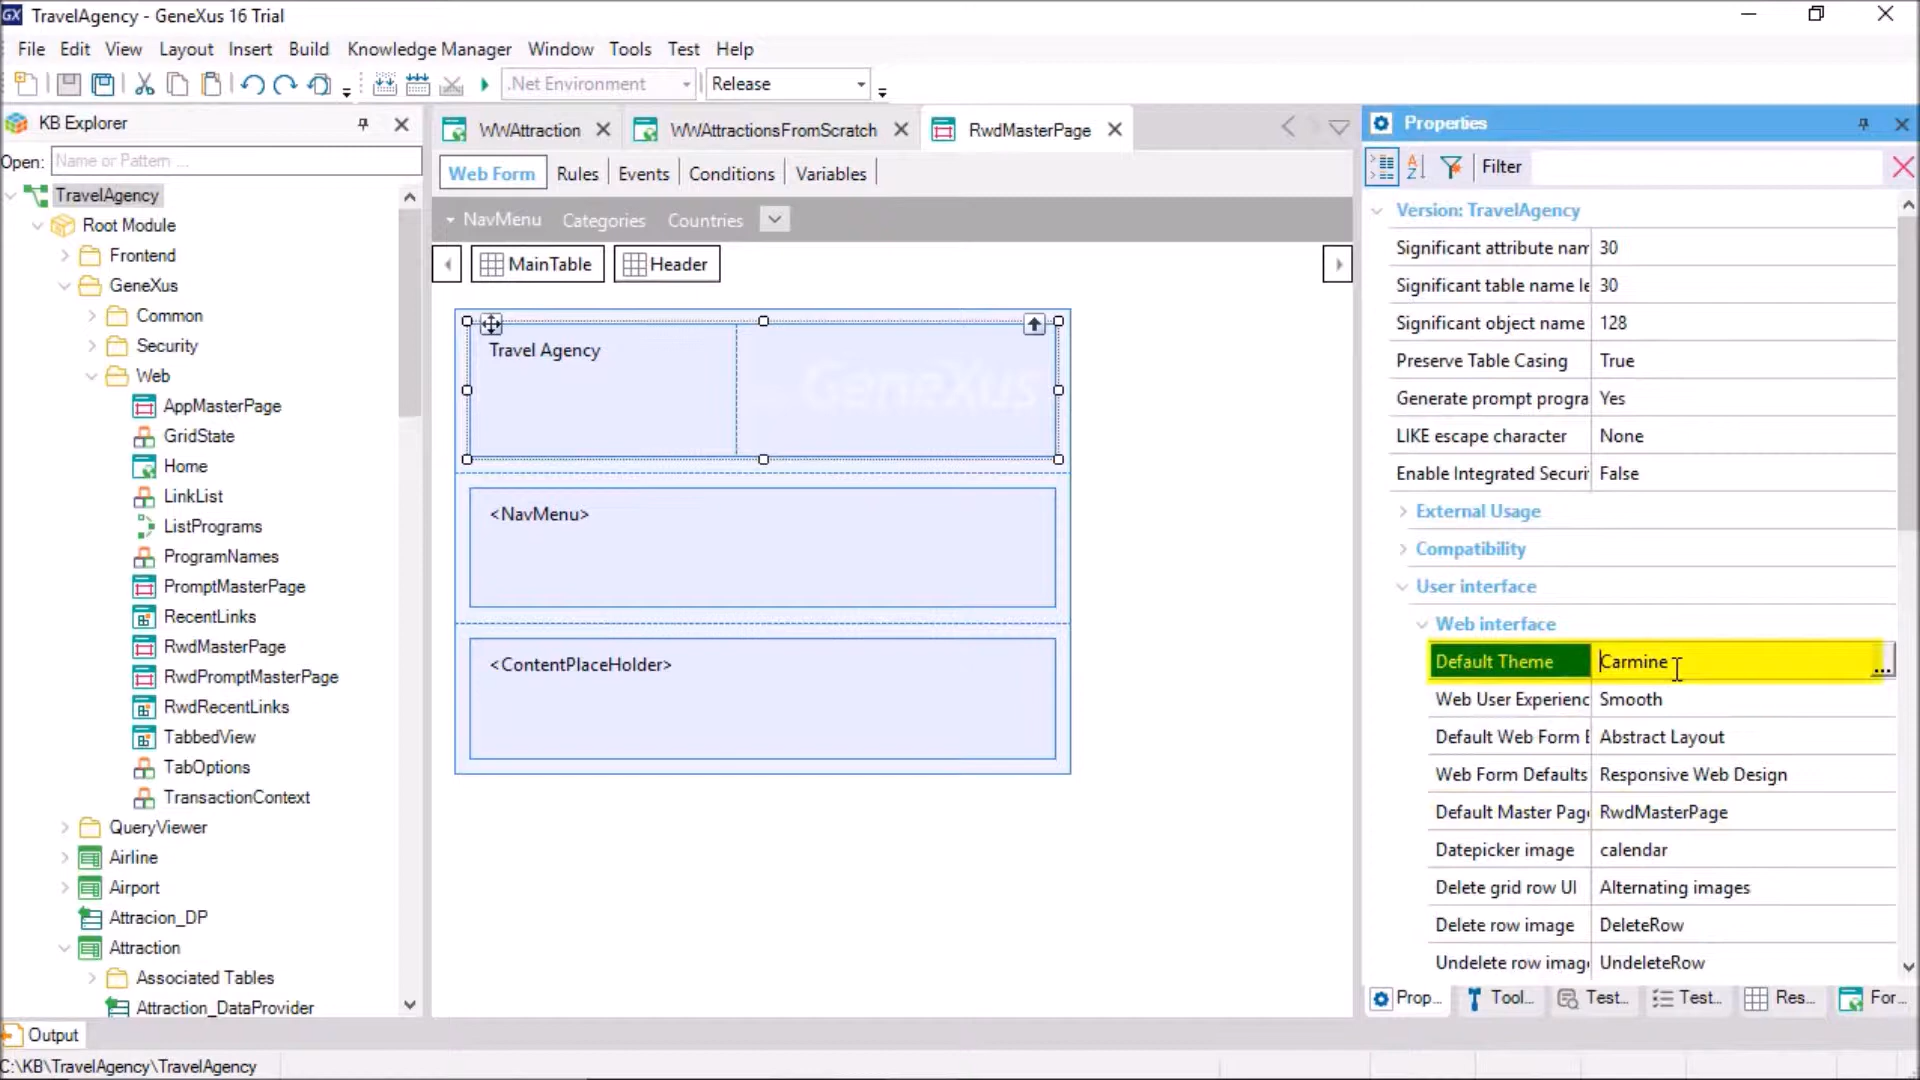 GX TravelAgency - GeneXus 16 Trial
File Edit View Layout Insert Build Knowledge Manager Window Tools Test Help
.Net Environment Release
KB Explorer
Open: Name or Pattern ...
TravelAgency
Root Module
Frontend
GeneXus
Common
Security
Web
AppMasterPage
GridState
Home
LinkList
ListPrograms
ProgramNames
PromptMasterPage
RecentLinks
RwdMasterPage
RwdPromptMasterPage
RwdRecentLinks
TabbedView
TabOptions
TransactionContext
QueryViewer
Airline
Airport
Attracion_DP
Attraction
Associated Tables
Attraction_DataProvider
WWAttraction WWAttractionsFromScratch RwdMasterPage
Web Form Rules Events Conditions Variables
NavMenu Categories Countries
MainTable Header
Travel Agency
GeneXus
<NavMenu>
<ContentPlaceHolder>
Properties
Filter
Version: TravelAgency
Significant attribute nam 30
Significant table name le 30
Significant object name 128
Preserve Table Casing True
Generate prompt progra Yes
LIKE escape character None
Enable Integrated Securi False
External Usage
Compatibility
User interface
Web interface
Default Theme Carmine ...
Web User Experienc Smooth
Default Web Form E Abstract Layout
Web Form Defaults Responsive Web Design
Default Master Pag RwdMasterPage
Datepicker image calendar
Delete grid row UI Alternating images
Delete row image DeleteRow
Undelete row imag UndeleteRow
Prop... Tool... Test... Test... Res... For...
Output
C:\KB\TravelAgency\TravelAgency